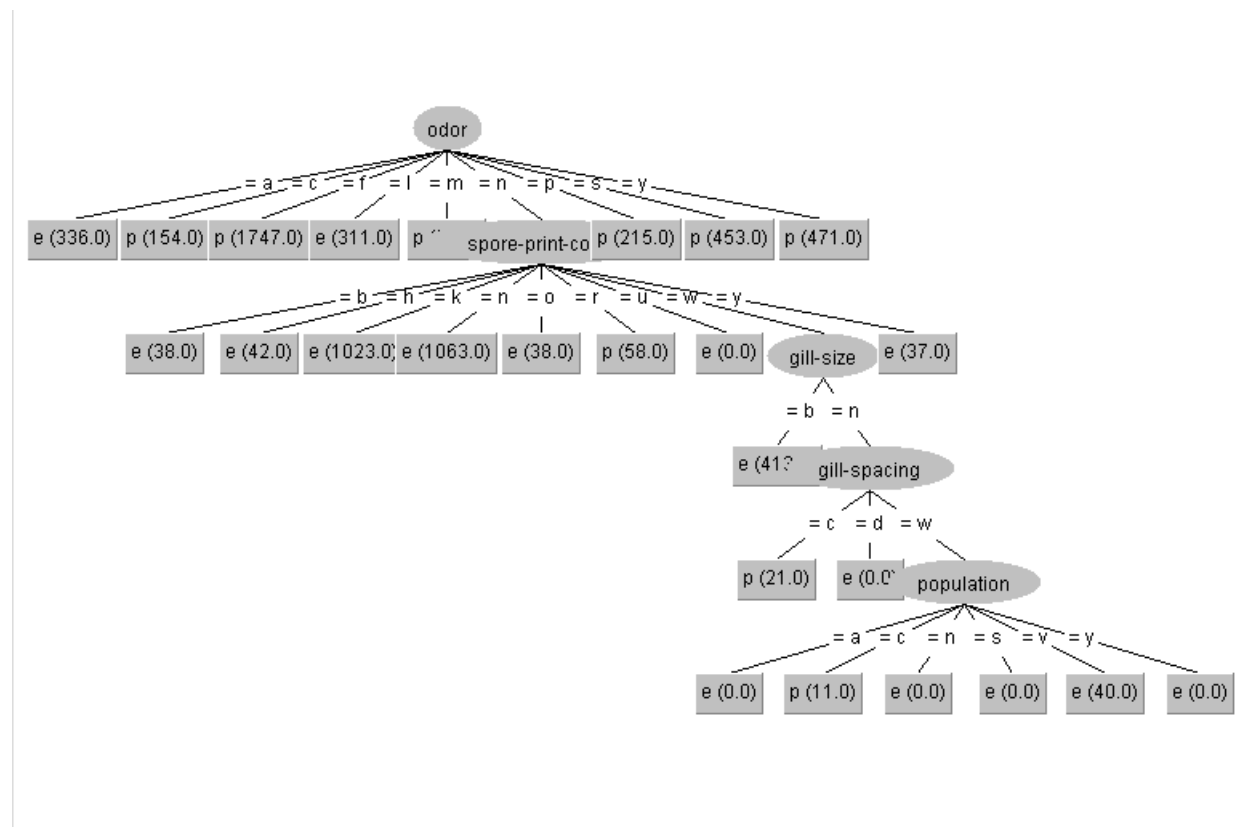 odor
= a = c = f = l = m = n = p = s = y
e (336.0) p (154.0) p (1747.0) e (311.0) p spore-print-co p (215.0) p (453.0) p (471.0)
= b = h = k = n = o = r = u = w = y
e (38.0) e (42.0) e (1023.0) e (1063.0) e (38.0) p (58.0) e (0.0) gill-size e (37.0)
= b = n
e gill-spacing
= c = d = w
p (21.0) e (0.0 population
= a = c = n = s = v = y
e (0.0) p (11.0) e (0.0) e (0.0) e (40.0) e (0.0)